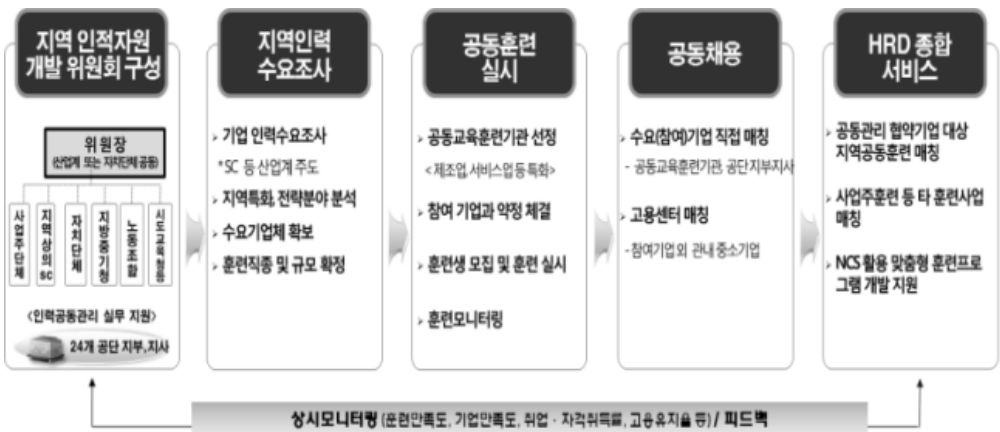 지역 인적자원
개발 위원회 구성
위원장
(산업계 또는 자치단체 공동)
사업주단체
지역상의 SC
자치단체
지방중기청
노동조합
시도교육청등
<인력공동관리 실무 지원>
24개 공단 지부,지사
지역인력
수요조사
> 기업 인력수요조사
*SC 등 산업계 주도
> 지역특화, 전략분야 분석
> 수요기업체 확보
> 훈련직종 및 규모 확정
공동훈련
실시
> 공동교육훈련기관 선정
<제조업,서비스업 등 특화>
> 참여 기업과 약정 체결
> 훈련생 모집 및 훈련 실시
> 훈련모니터링
공동채용
> 수요(참여)기업 직접 매칭
- 공동교육훈련기관, 공단 지부지사
> 고용센터 매칭
- 참여기업 외 관내 중소기업
HRD 종합
서비스
> 공동관리 협약기업 대상
지역공동훈련 매칭
> 사업주훈련 등 타 훈련사업
매칭
> NCS 활용 맞춤형 훈련프로
그램 개발 지원
상시모니터링 (훈련만족도, 기업만족도, 취업 · 자격취득률, 고용유지율 등) / 피드백